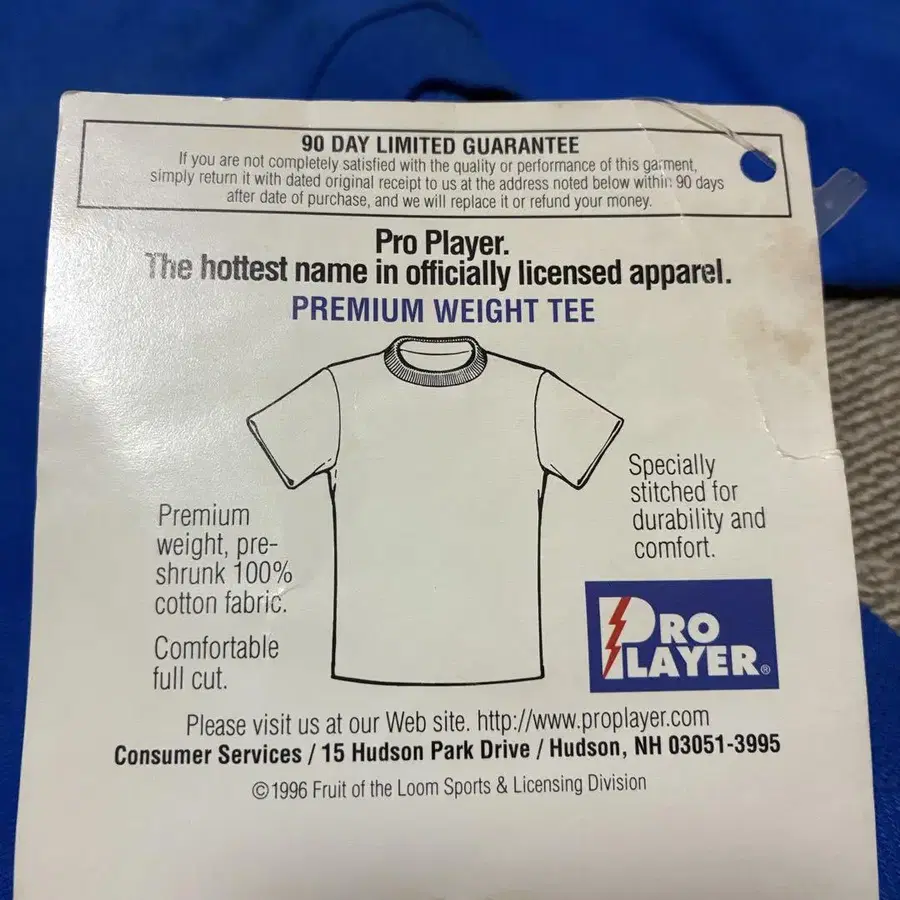 90 DAY LIMITED GUARANTEE
If you are not completely satisfied with the quality or performance of this garment,
simply return it with dated original receipt to us at the address noted below within 90 days
after date of purchase, and we will replace it or refund your money.
Pro Player.
The hottest name in officially licensed apparel.
PREMIUM WEIGHT TEE
Premium
weight, pre-
shrunk 100%
cotton fabric.
Comfortable
full cut.
Specially
stitched for
durability and
comfort.
PRO
PLAYER®
Please visit us at our Web site. http://www.proplayer.com
Consumer Services / 15 Hudson Park Drive / Hudson, NH 03051-3995
©1996 Fruit of the Loom Sports & Licensing Division